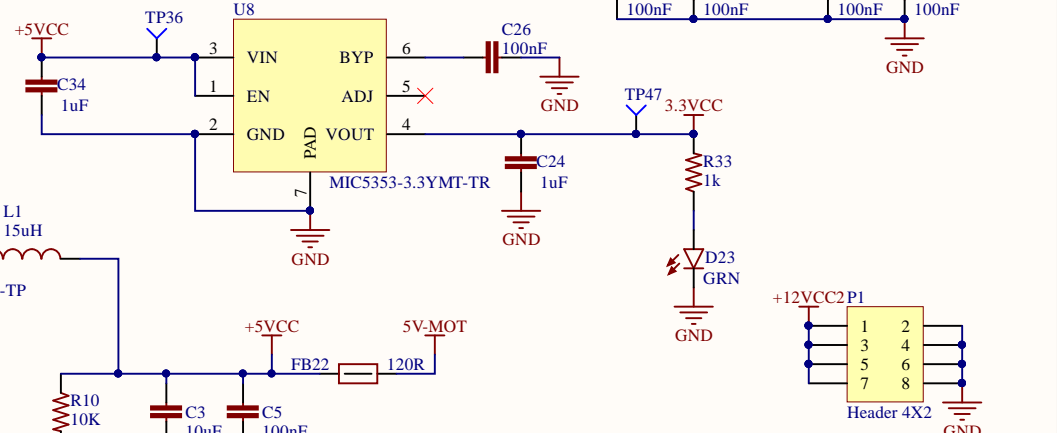 100nF 100nF 100nF 100nF
GND
+5VCC
TP36
U8
C34
1uF
3 VIN
1 EN
2 GND
PAD
7
BYP 6
ADJ 5
VOUT 4
MIC5353-3.3YMT-TR
GND
C26
100nF
GND
TP47
3.3VCC
C24
1uF
GND
R33
1k
D23
GRN
GND
L1
15uH
-TP
+5VCC
5V-MOT
FB22
120R
R10
10K
C3
10uF
C5
100nF
+12VCC2
P1
1 2
3 4
5 6
7 8
Header 4X2
GND